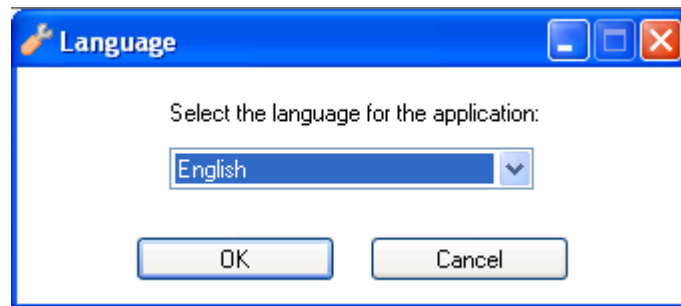 Language
Select the language for the application:
English
OK
Cancel